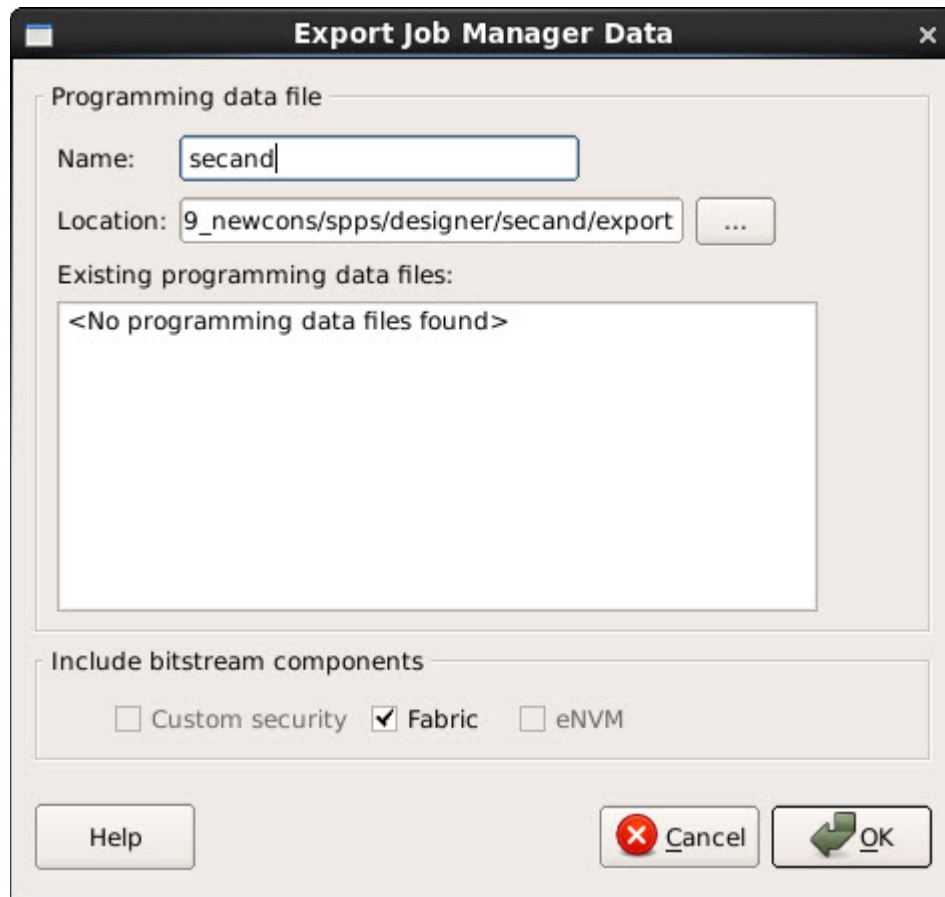 Export Job Manager Data
Programming data file
Name: secand
Location: 9_newcons/spps/designer/secand/export ...
Existing programming data files:
<No programming data files found>
Include bitstream components
Custom security Fabric eNVM
Help Cancel OK